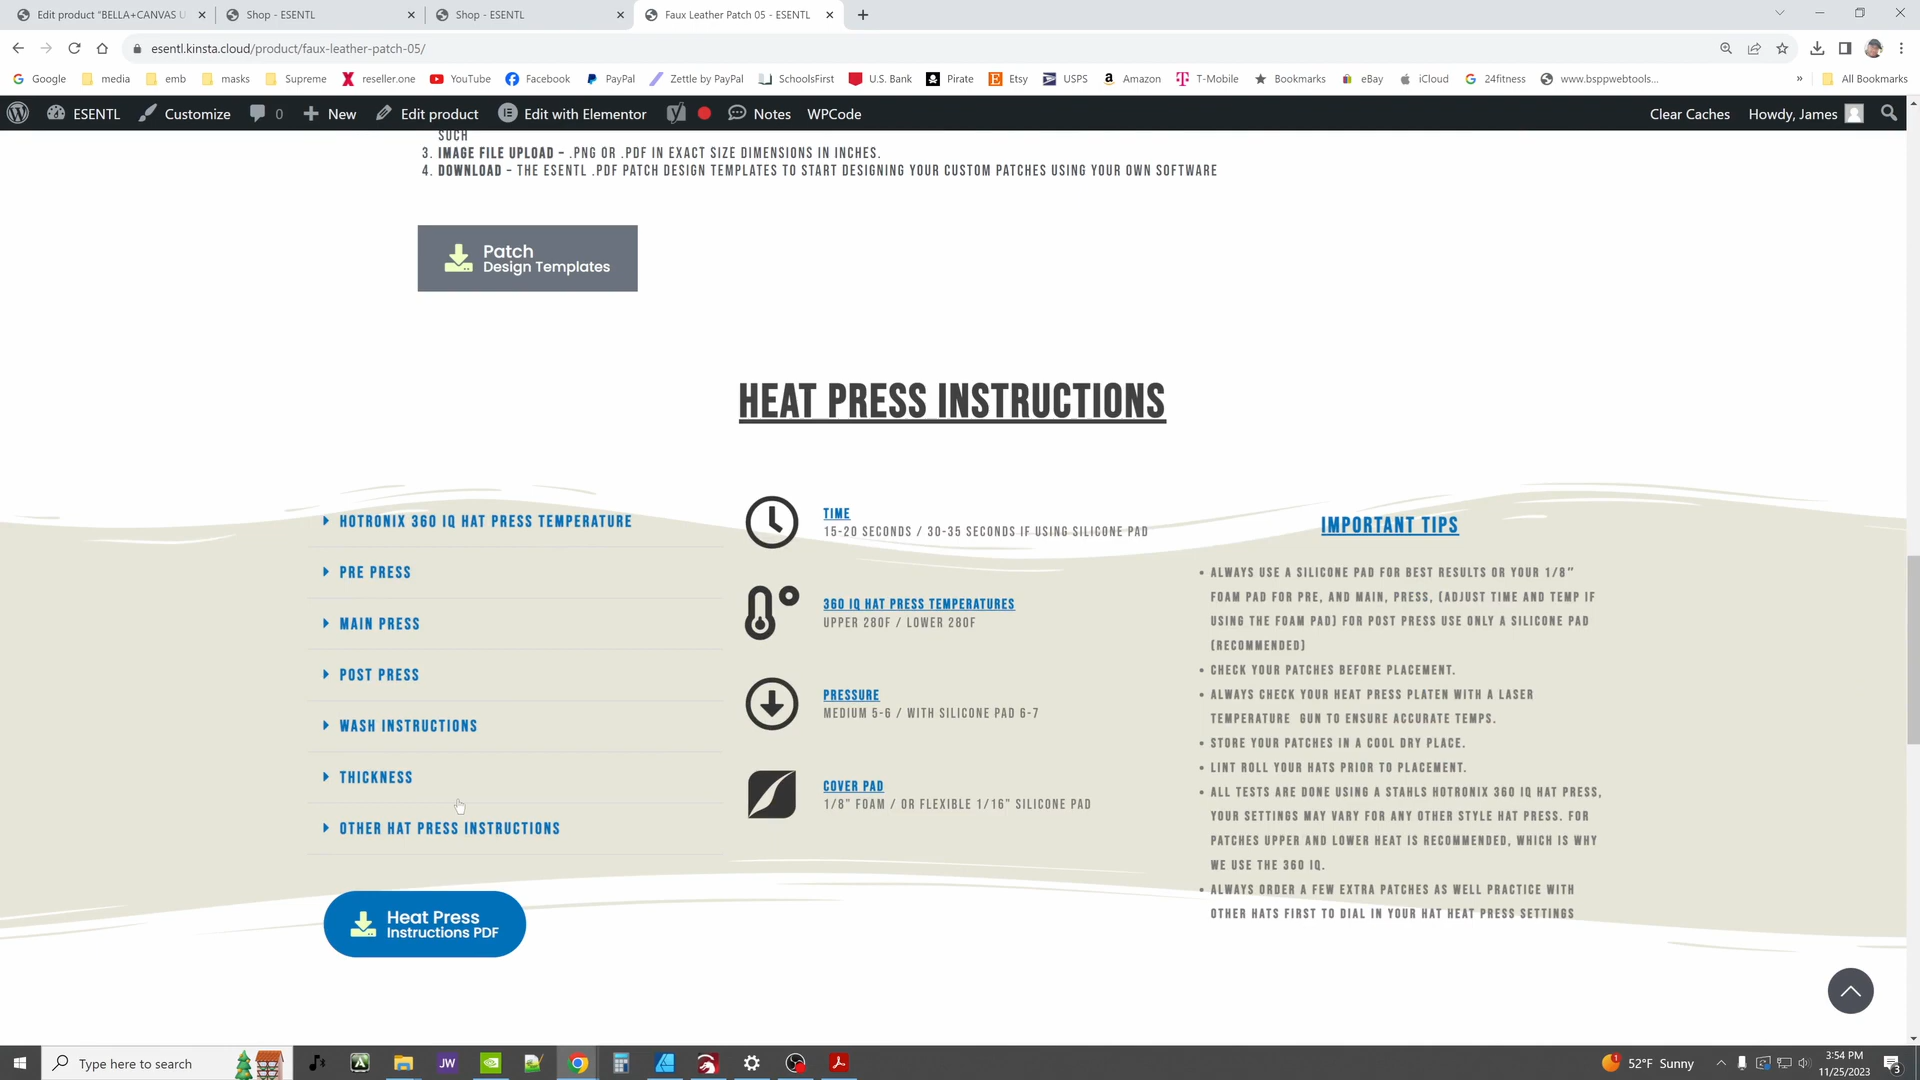 Edit product "BELLA+CANVAS U
Shop - ESENTL
Shop - ESENTL
Faux Leather Patch 05 - ESENTL
esentl.kinsta.cloud/product/faux-leather-patch-05/
Google
media
emb
masks
Supreme
reseller.one
YouTube
Facebook
PayPal
Zettle by PayPal
SchoolsFirst
U.S. Bank
Pirate
Etsy
USPS
Amazon
T-Mobile
Bookmarks
eBay
iCloud
24fitness
www.bsppwebtools...
»
All Bookmarks
ESENTL
Customize
0
New
Edit product
Edit with Elementor
Notes
WPCode
Clear Caches
Howdy, James
SUCH
3. IMAGE FILE UPLOAD – .PNG OR .PDF IN EXACT SIZE DIMENSIONS IN INCHES.
4. DOWNLOAD – THE ESENTL .PDF PATCH DESIGN TEMPLATES TO START DESIGNING YOUR CUSTOM PATCHES USING YOUR OWN SOFTWARE
Patch
Design Templates
HEAT PRESS INSTRUCTIONS
HOTRONIX 360 IQ HAT PRESS TEMPERATURE
PRE PRESS
MAIN PRESS
POST PRESS
WASH INSTRUCTIONS
THICKNESS
OTHER HAT PRESS INSTRUCTIONS
Heat Press
Instructions PDF
TIME
15-20 SECONDS / 30-35 SECONDS IF USING SILICONE PAD
360 IQ HAT PRESS TEMPERATURES
UPPER 280F / LOWER 280F
PRESSURE
MEDIUM 5-6 / WITH SILICONE PAD 6-7
COVER PAD
1/8" FOAM / OR FLEXIBLE 1/16" SILICONE PAD
IMPORTANT TIPS
• ALWAYS USE A SILICONE PAD FOR BEST RESULTS OR YOUR 1/8″
FOAM PAD FOR PRE, AND MAIN, PRESS, (ADJUST TIME AND TEMP IF
USING THE FOAM PAD) FOR POST PRESS USE ONLY A SILICONE PAD
(RECOMMENDED)
• CHECK YOUR PATCHES BEFORE PLACEMENT.
• ALWAYS CHECK YOUR HEAT PRESS PLATEN WITH A LASER
TEMPERATURE GUN TO ENSURE ACCURATE TEMPS.
• STORE YOUR PATCHES IN A COOL DRY PLACE.
• LINT ROLL YOUR HATS PRIOR TO PLACEMENT.
• ALL TESTS ARE DONE USING A STAHLS HOTRONIX 360 IQ HAT PRESS,
YOUR SETTINGS MAY VARY FOR ANY OTHER STYLE HAT PRESS. FOR
PATCHES UPPER AND LOWER HEAT IS RECOMMENDED, WHICH IS WHY
WE USE THE 360 IQ.
• ALWAYS ORDER A FEW EXTRA PATCHES AS WELL PRACTICE WITH
OTHER HATS FIRST TO DIAL IN YOUR HAT HEAT PRESS SETTINGS
Type here to search
JW
1
52°F Sunny
3:54 PM
11/25/2023
3